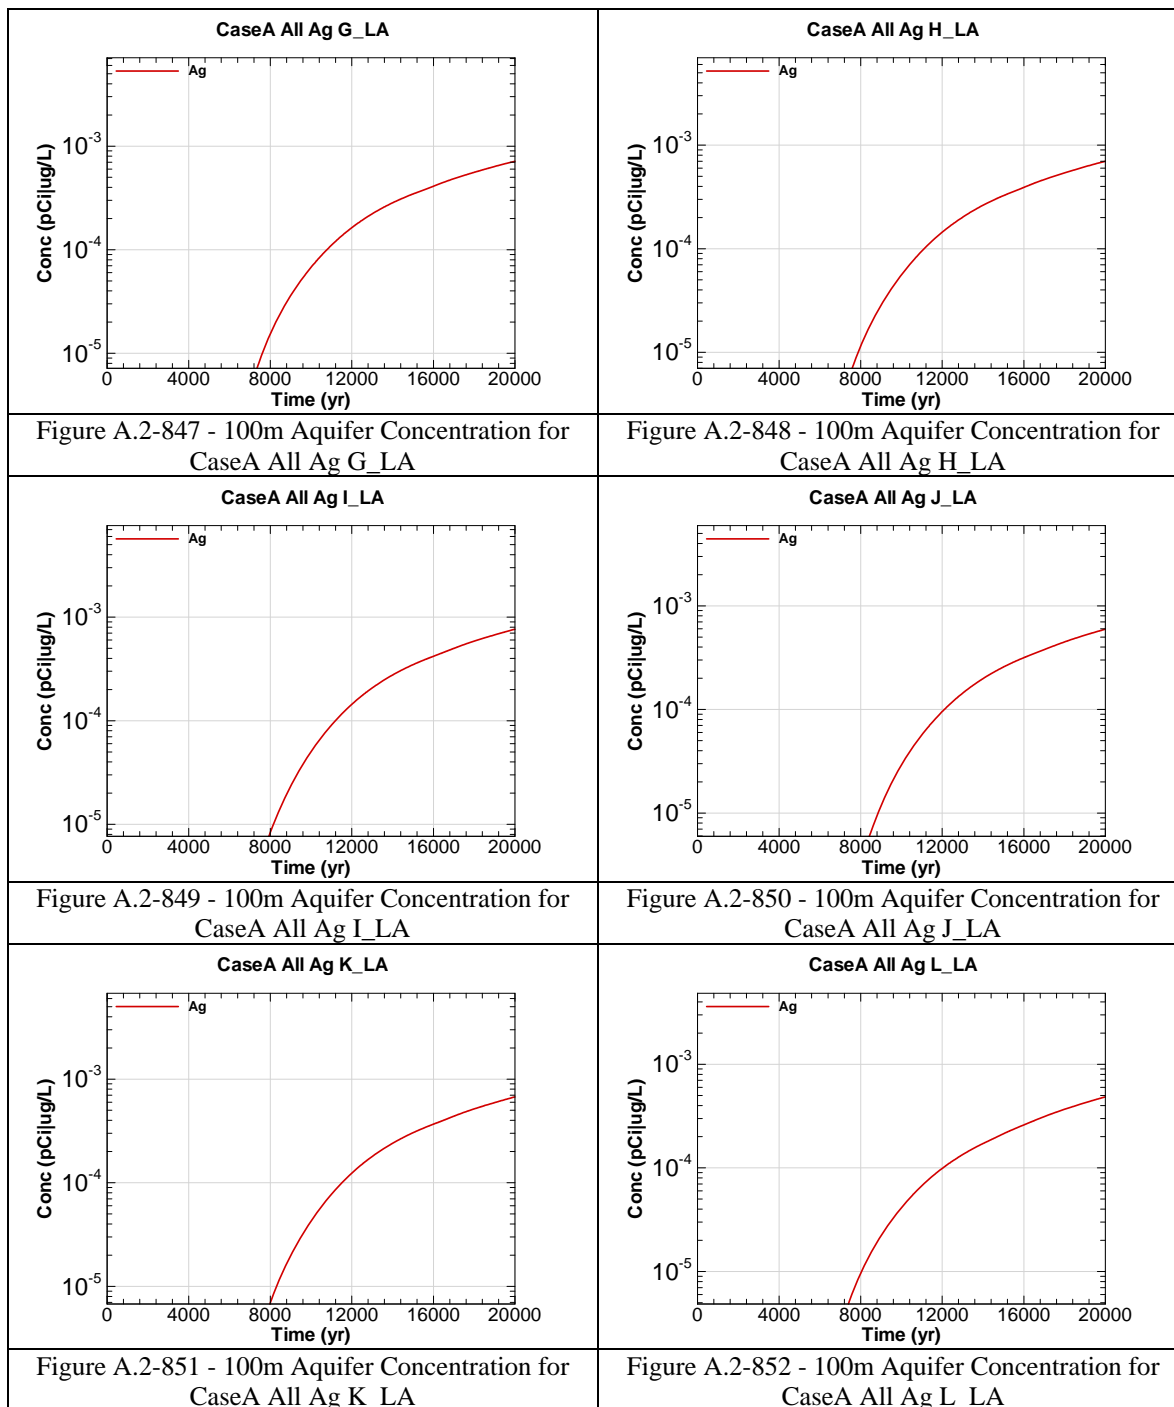 CaseA All Ag G_LA
Ag
Conc (pCi|ug/L)
10-3
10-4
10-5
0 4000 8000 12000 16000 20000
Time (yr)
Figure A.2-847 - 100m Aquifer Concentration for
CaseA All Ag G_LA
CaseA All Ag H_LA
Ag
Conc (pCi|ug/L)
10-3
10-4
10-5
0 4000 8000 12000 16000 20000
Time (yr)
Figure A.2-848 - 100m Aquifer Concentration for
CaseA All Ag H_LA
CaseA All Ag I_LA
Ag
Conc (pCi|ug/L)
10-3
10-4
10-5
0 4000 8000 12000 16000 20000
Time (yr)
Figure A.2-849 - 100m Aquifer Concentration for
CaseA All Ag I_LA
CaseA All Ag J_LA
Ag
Conc (pCi|ug/L)
10-3
10-4
10-5
0 4000 8000 12000 16000 20000
Time (yr)
Figure A.2-850 - 100m Aquifer Concentration for
CaseA All Ag J_LA
CaseA All Ag K_LA
Ag
Conc (pCi|ug/L)
10-3
10-4
10-5
0 4000 8000 12000 16000 20000
Time (yr)
Figure A.2-851 - 100m Aquifer Concentration for
CaseA All Ag K_LA
CaseA All Ag L_LA
Ag
Conc (pCi|ug/L)
10-3
10-4
10-5
0 4000 8000 12000 16000 20000
Time (yr)
Figure A.2-852 - 100m Aquifer Concentration for
CaseA All Ag L_LA